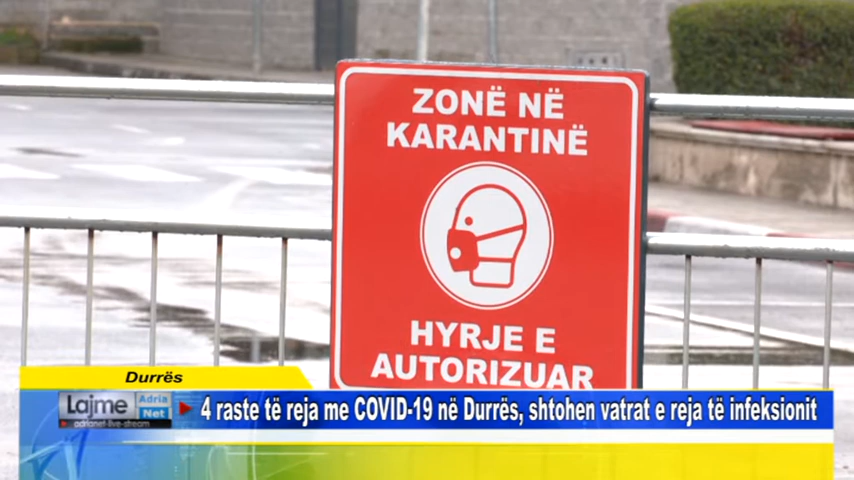 ZONË NË
KARANTINË
HYRJE E
AUTORIZUAR
Durrës
Lajme Adria Net
4 raste të reja me COVID-19 në Durrës, shtohen vatrat e reja të infeksionit
adrianet-live-stream